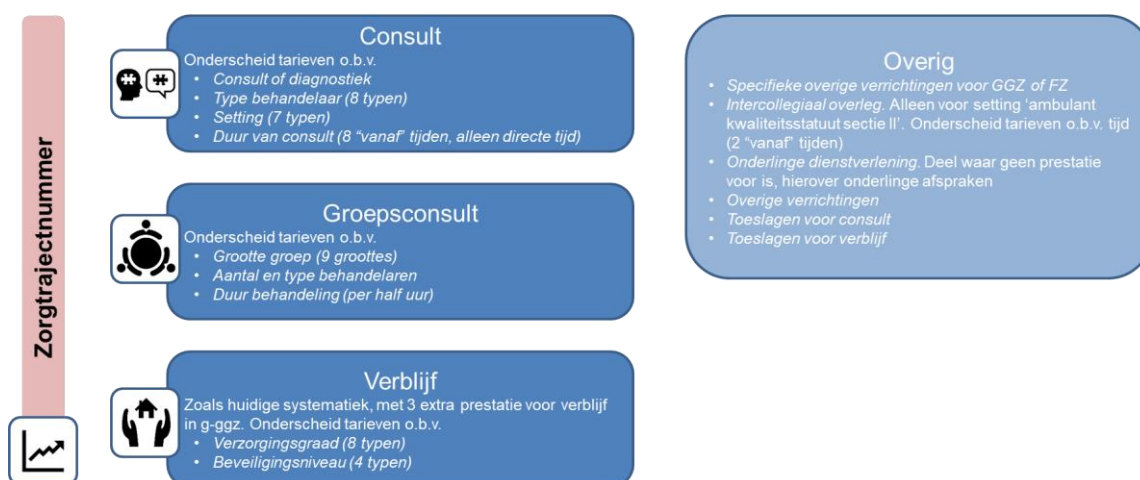 Zorgtrajectnummer
Consult
Onderscheid tarieven o.b.v.
• Consult of diagnostiek
• Type behandelaar (8 typen)
• Setting (7 typen)
• Duur van consult (8 “vanaf” tijden, alleen directe tijd)
Groepsconsult
Onderscheid tarieven o.b.v.
• Grootte groep (9 groottes)
• Aantal en type behandelaren
• Duur behandeling (per half uur)
Verblijf
Zoals huidige systematiek, met 3 extra prestatie voor verblijf
in g-ggz. Onderscheid tarieven o.b.v.
• Verzorgingsgraad (8 typen)
• Beveiligingsniveau (4 typen)
Overig
• Specifieke overige verrichtingen voor GGZ of FZ
• Intercollegiaal overleg. Alleen voor setting ‘ambulant
kwaliteitsstatuut sectie II’. Onderscheid tarieven o.b.v. tijd
(2 “vanaf” tijden)
• Onderlinge dienstverlening. Deel waar geen prestatie
voor is, hierover onderlinge afspraken
• Overige verrichtingen
• Toeslagen voor consult
• Toeslagen voor verblijf